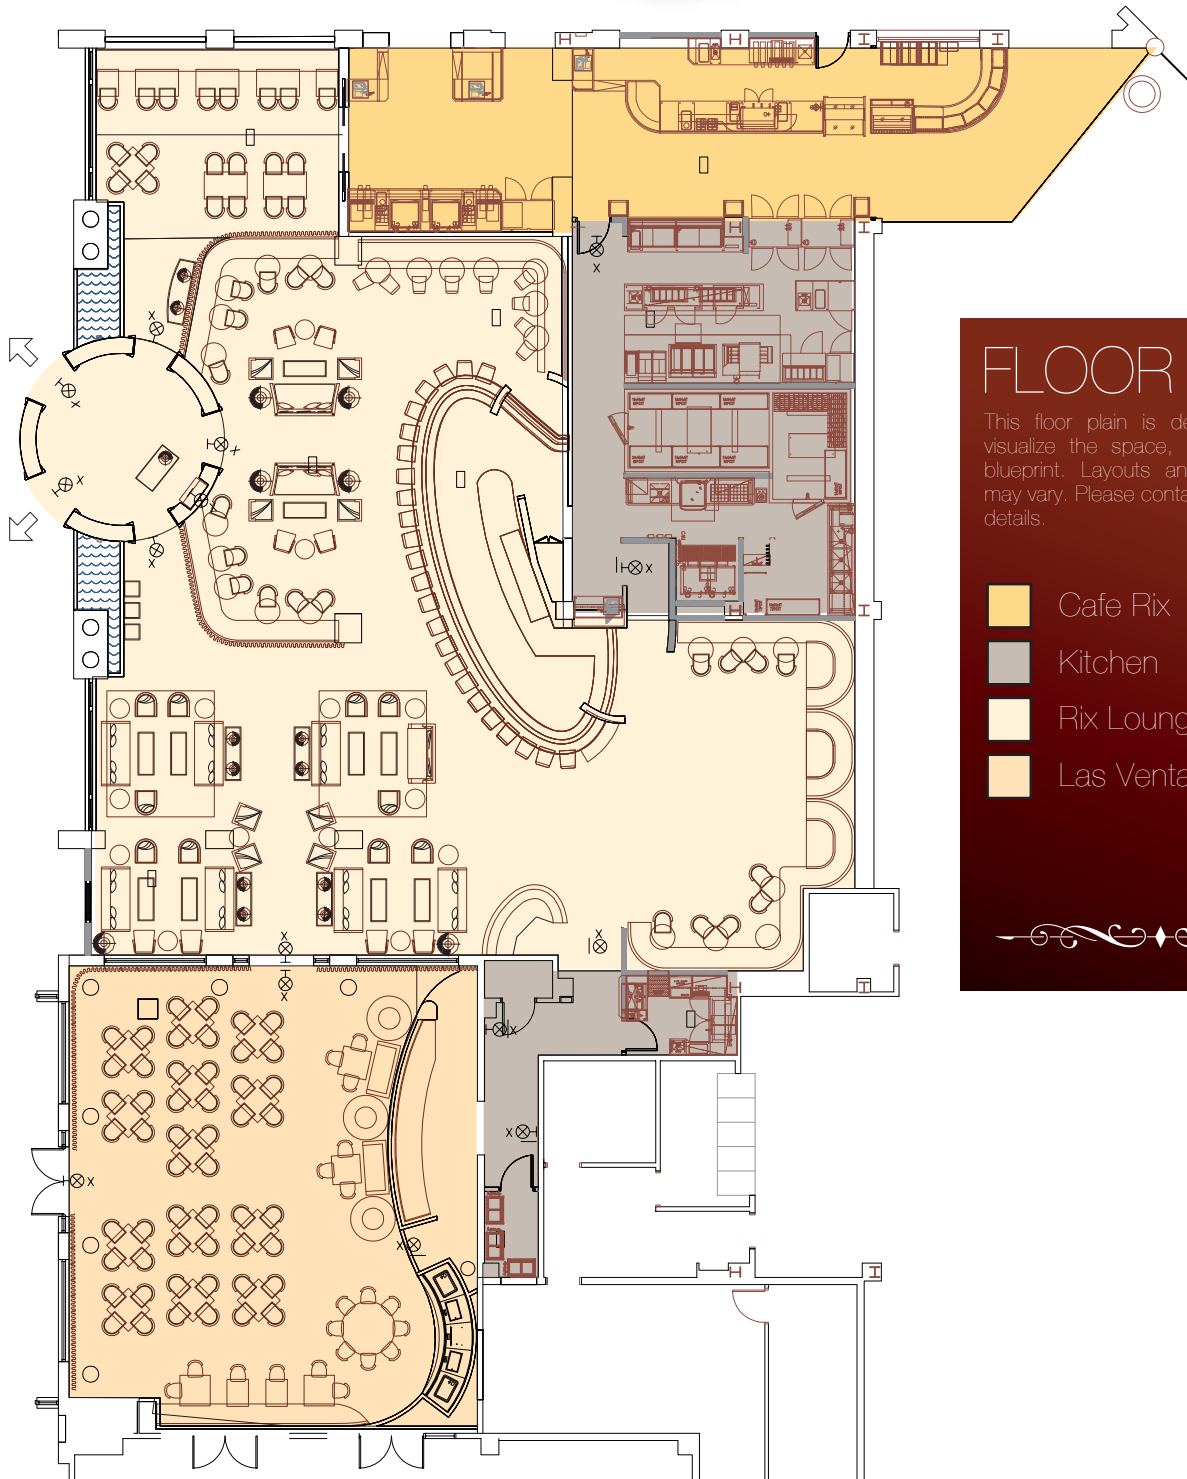 FLOOR
This floor plain is de
visualize the space,
blueprint. Layouts an
may vary. Please conta
details.
Cafe Rix
Kitchen
Rix Loung
Las Venta